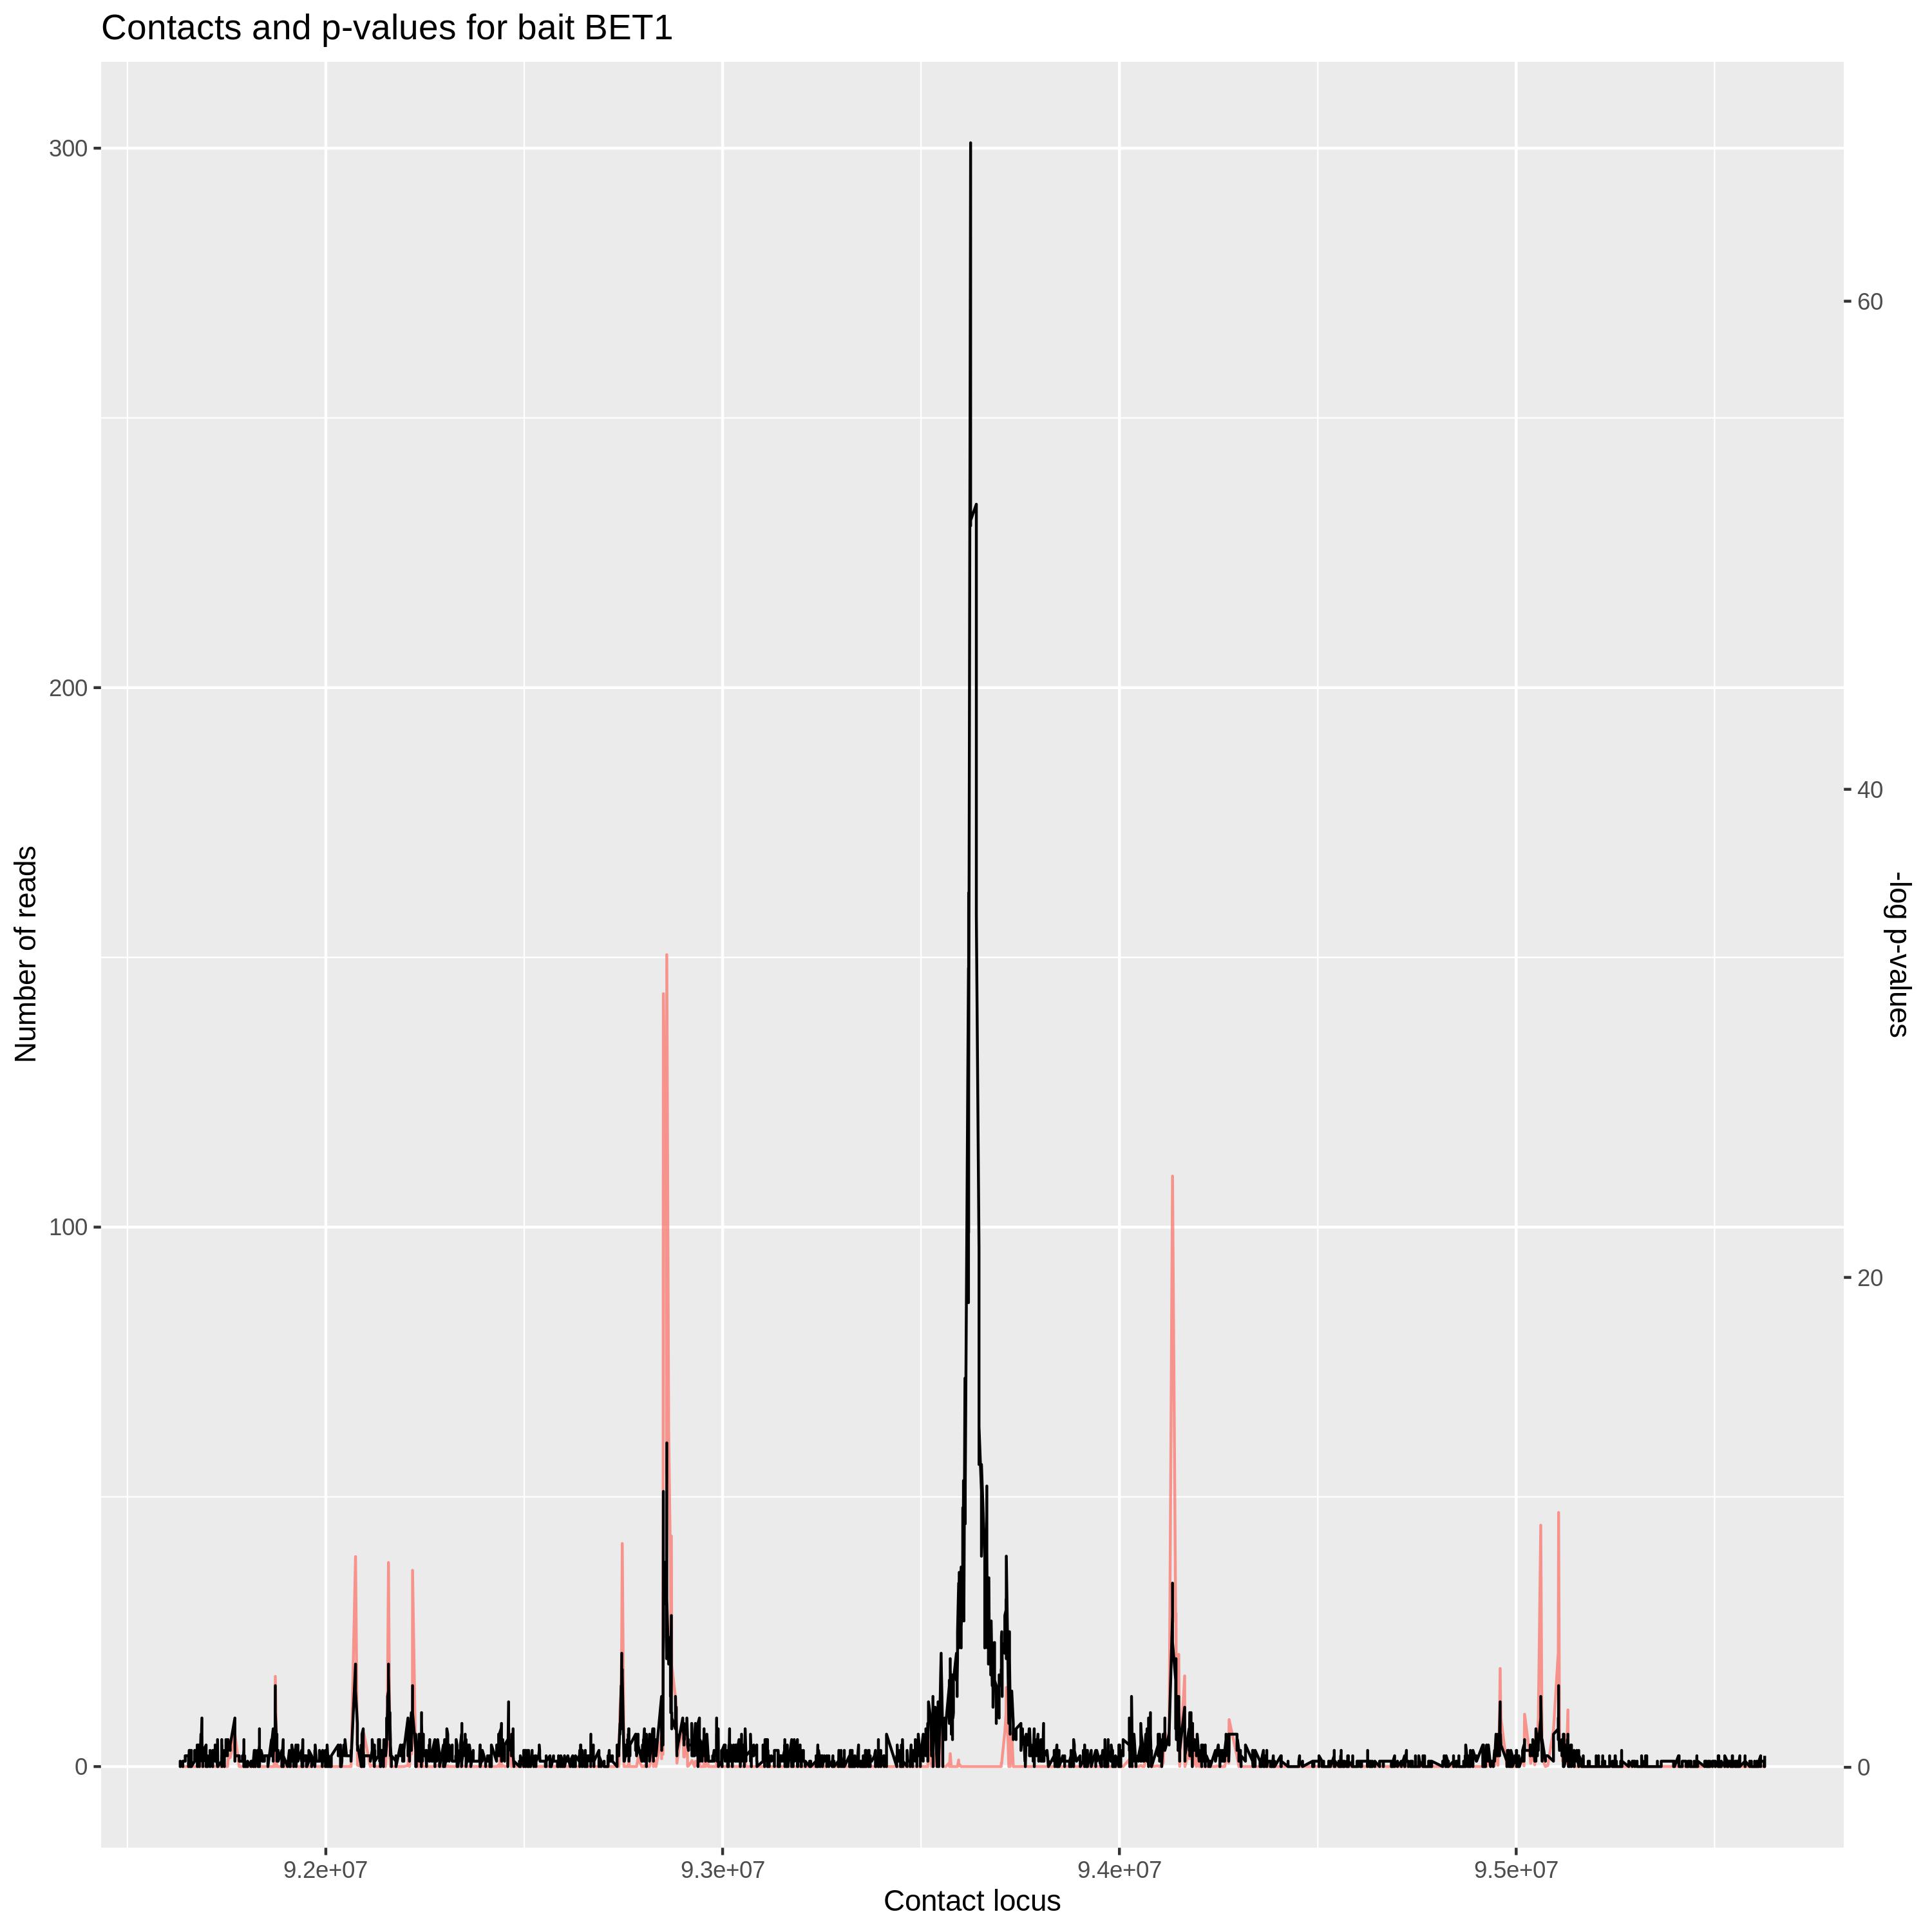 Contacts and p-values for bait BET1
300
200
100
0
Number of reads
60
40
20
0
-log p-values
9.2e+07
9.3e+07
9.4e+07
9.5e+07
Contact locus